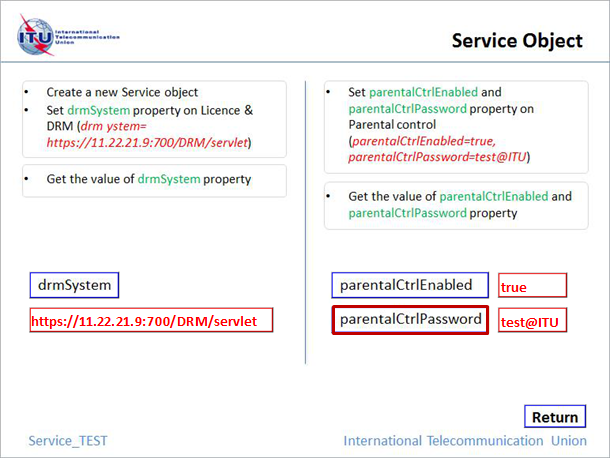 ITU
International
Telecommunication
Union
Service Object
• Create a new Service object
• Set drmSystem property on Licence &
DRM (drm ystem=
https://11.22.21.9:700/DRM/servlet)
• Get the value of drmSystem property
• Set parentalCtrlEnabled and
parentalCtrlPassword property on
Parental control
(parentalCtrlEnabled=true,
parentalCtrlPassword=test@ITU)
• Get the value of parentalCtrlEnabled and
parentalCtrlPassword property
drmSystem
https://11.22.21.9:700/DRM/servlet
parentalCtrlEnabled
true
parentalCtrlPassword
test@ITU
Return
Service_TEST
International Telecommunication Union